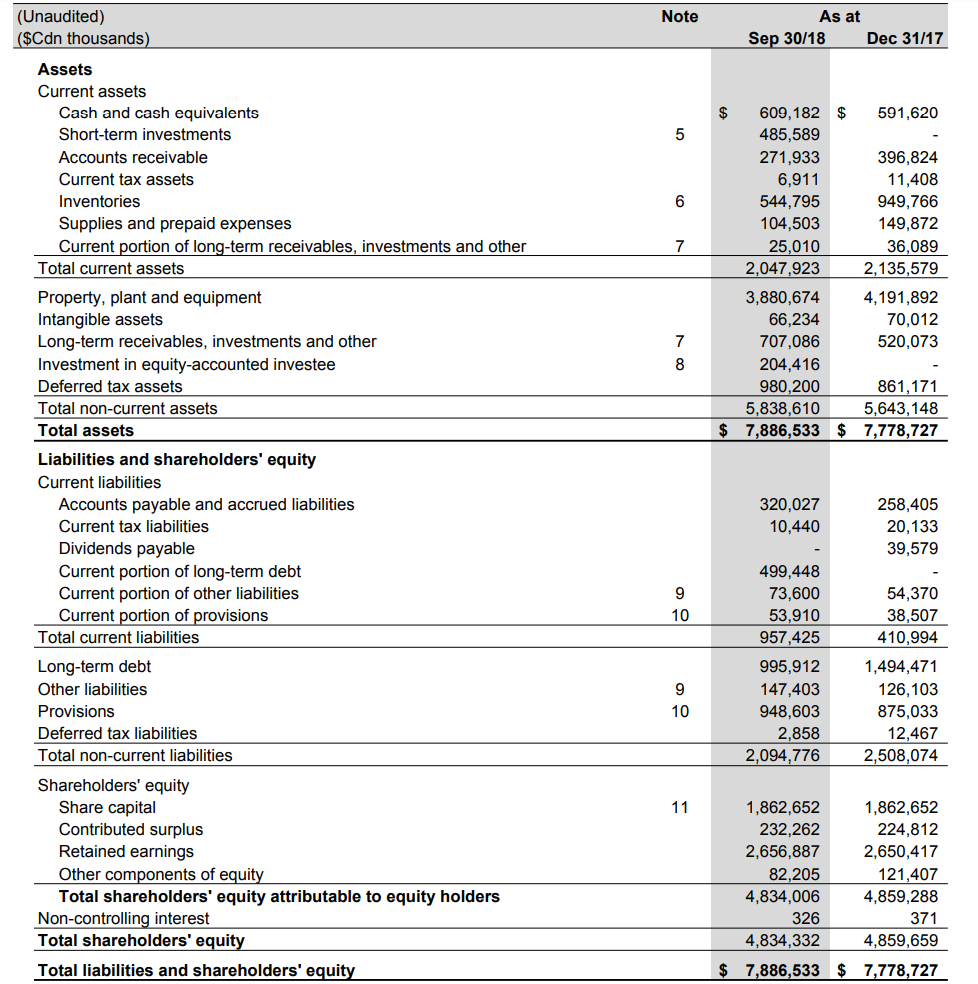 (Unaudited) Note As at
($Cdn thousands) Sep 30/18 Dec 31/17
Assets
Current assets
Cash and cash equivalents $ 609,182 $ 591,620
Short-term investments 5 485,589 -
Accounts receivable 271,933 396,824
Current tax assets 6,911 11,408
Inventories 6 544,795 949,766
Supplies and prepaid expenses 104,503 149,872
Current portion of long-term receivables, investments and other 7 25,010 36,089
Total current assets 2,047,923 2,135,579
Property, plant and equipment 3,880,674 4,191,892
Intangible assets 66,234 70,012
Long-term receivables, investments and other 7 707,086 520,073
Investment in equity-accounted investee 8 204,416 -
Deferred tax assets 980,200 861,171
Total non-current assets 5,838,610 5,643,148
Total assets $ 7,886,533 $ 7,778,727
Liabilities and shareholders' equity
Current liabilities
Accounts payable and accrued liabilities 320,027 258,405
Current tax liabilities 10,440 20,133
Dividends payable - 39,579
Current portion of long-term debt 499,448 -
Current portion of other liabilities 9 73,600 54,370
Current portion of provisions 10 53,910 38,507
Total current liabilities 957,425 410,994
Long-term debt 995,912 1,494,471
Other liabilities 9 147,403 126,103
Provisions 10 948,603 875,033
Deferred tax liabilities 2,858 12,467
Total non-current liabilities 2,094,776 2,508,074
Shareholders' equity
Share capital 11 1,862,652 1,862,652
Contributed surplus 232,262 224,812
Retained earnings 2,656,887 2,650,417
Other components of equity 82,205 121,407
Total shareholders' equity attributable to equity holders 4,834,006 4,859,288
Non-controlling interest 326 371
Total shareholders' equity 4,834,332 4,859,659
Total liabilities and shareholders' equity $ 7,886,533 $ 7,778,727